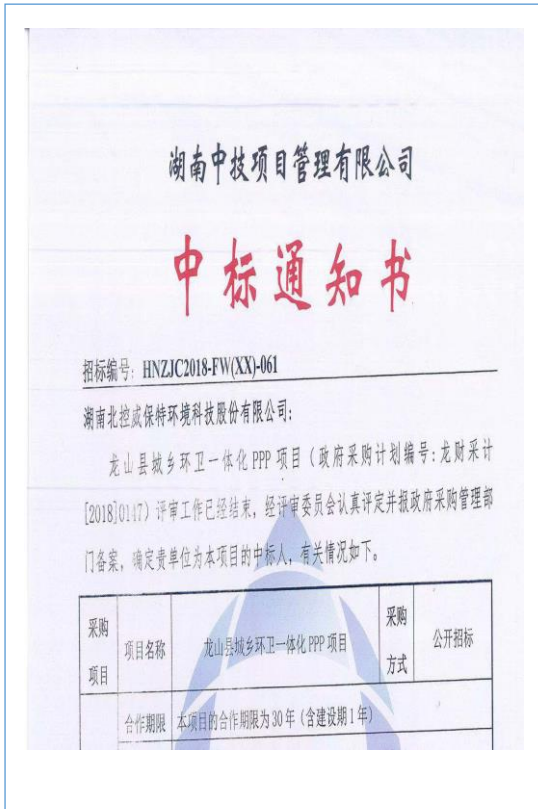 湖南中技项目管理有限公司
中标通知书
招标编号: HNZJC2018-FW(XX)-061
湖南北控威保特环境科技股份有限公司:
龙山县城乡环卫一体化 PPP 项目（政府采购计划编号: 龙财采计
[2018]0147）评审工作已经结束, 经评审委员会认真评定并报政府采购管理部
门备案, 确定贵单位为本项目的中标人, 有关情况如下。
采购
项目
项目名称
龙山县城乡环卫一体化 PPP 项目
采购
方式
公开招标
合作期限
本项目的合作期限为 30 年（含建设期 1 年）